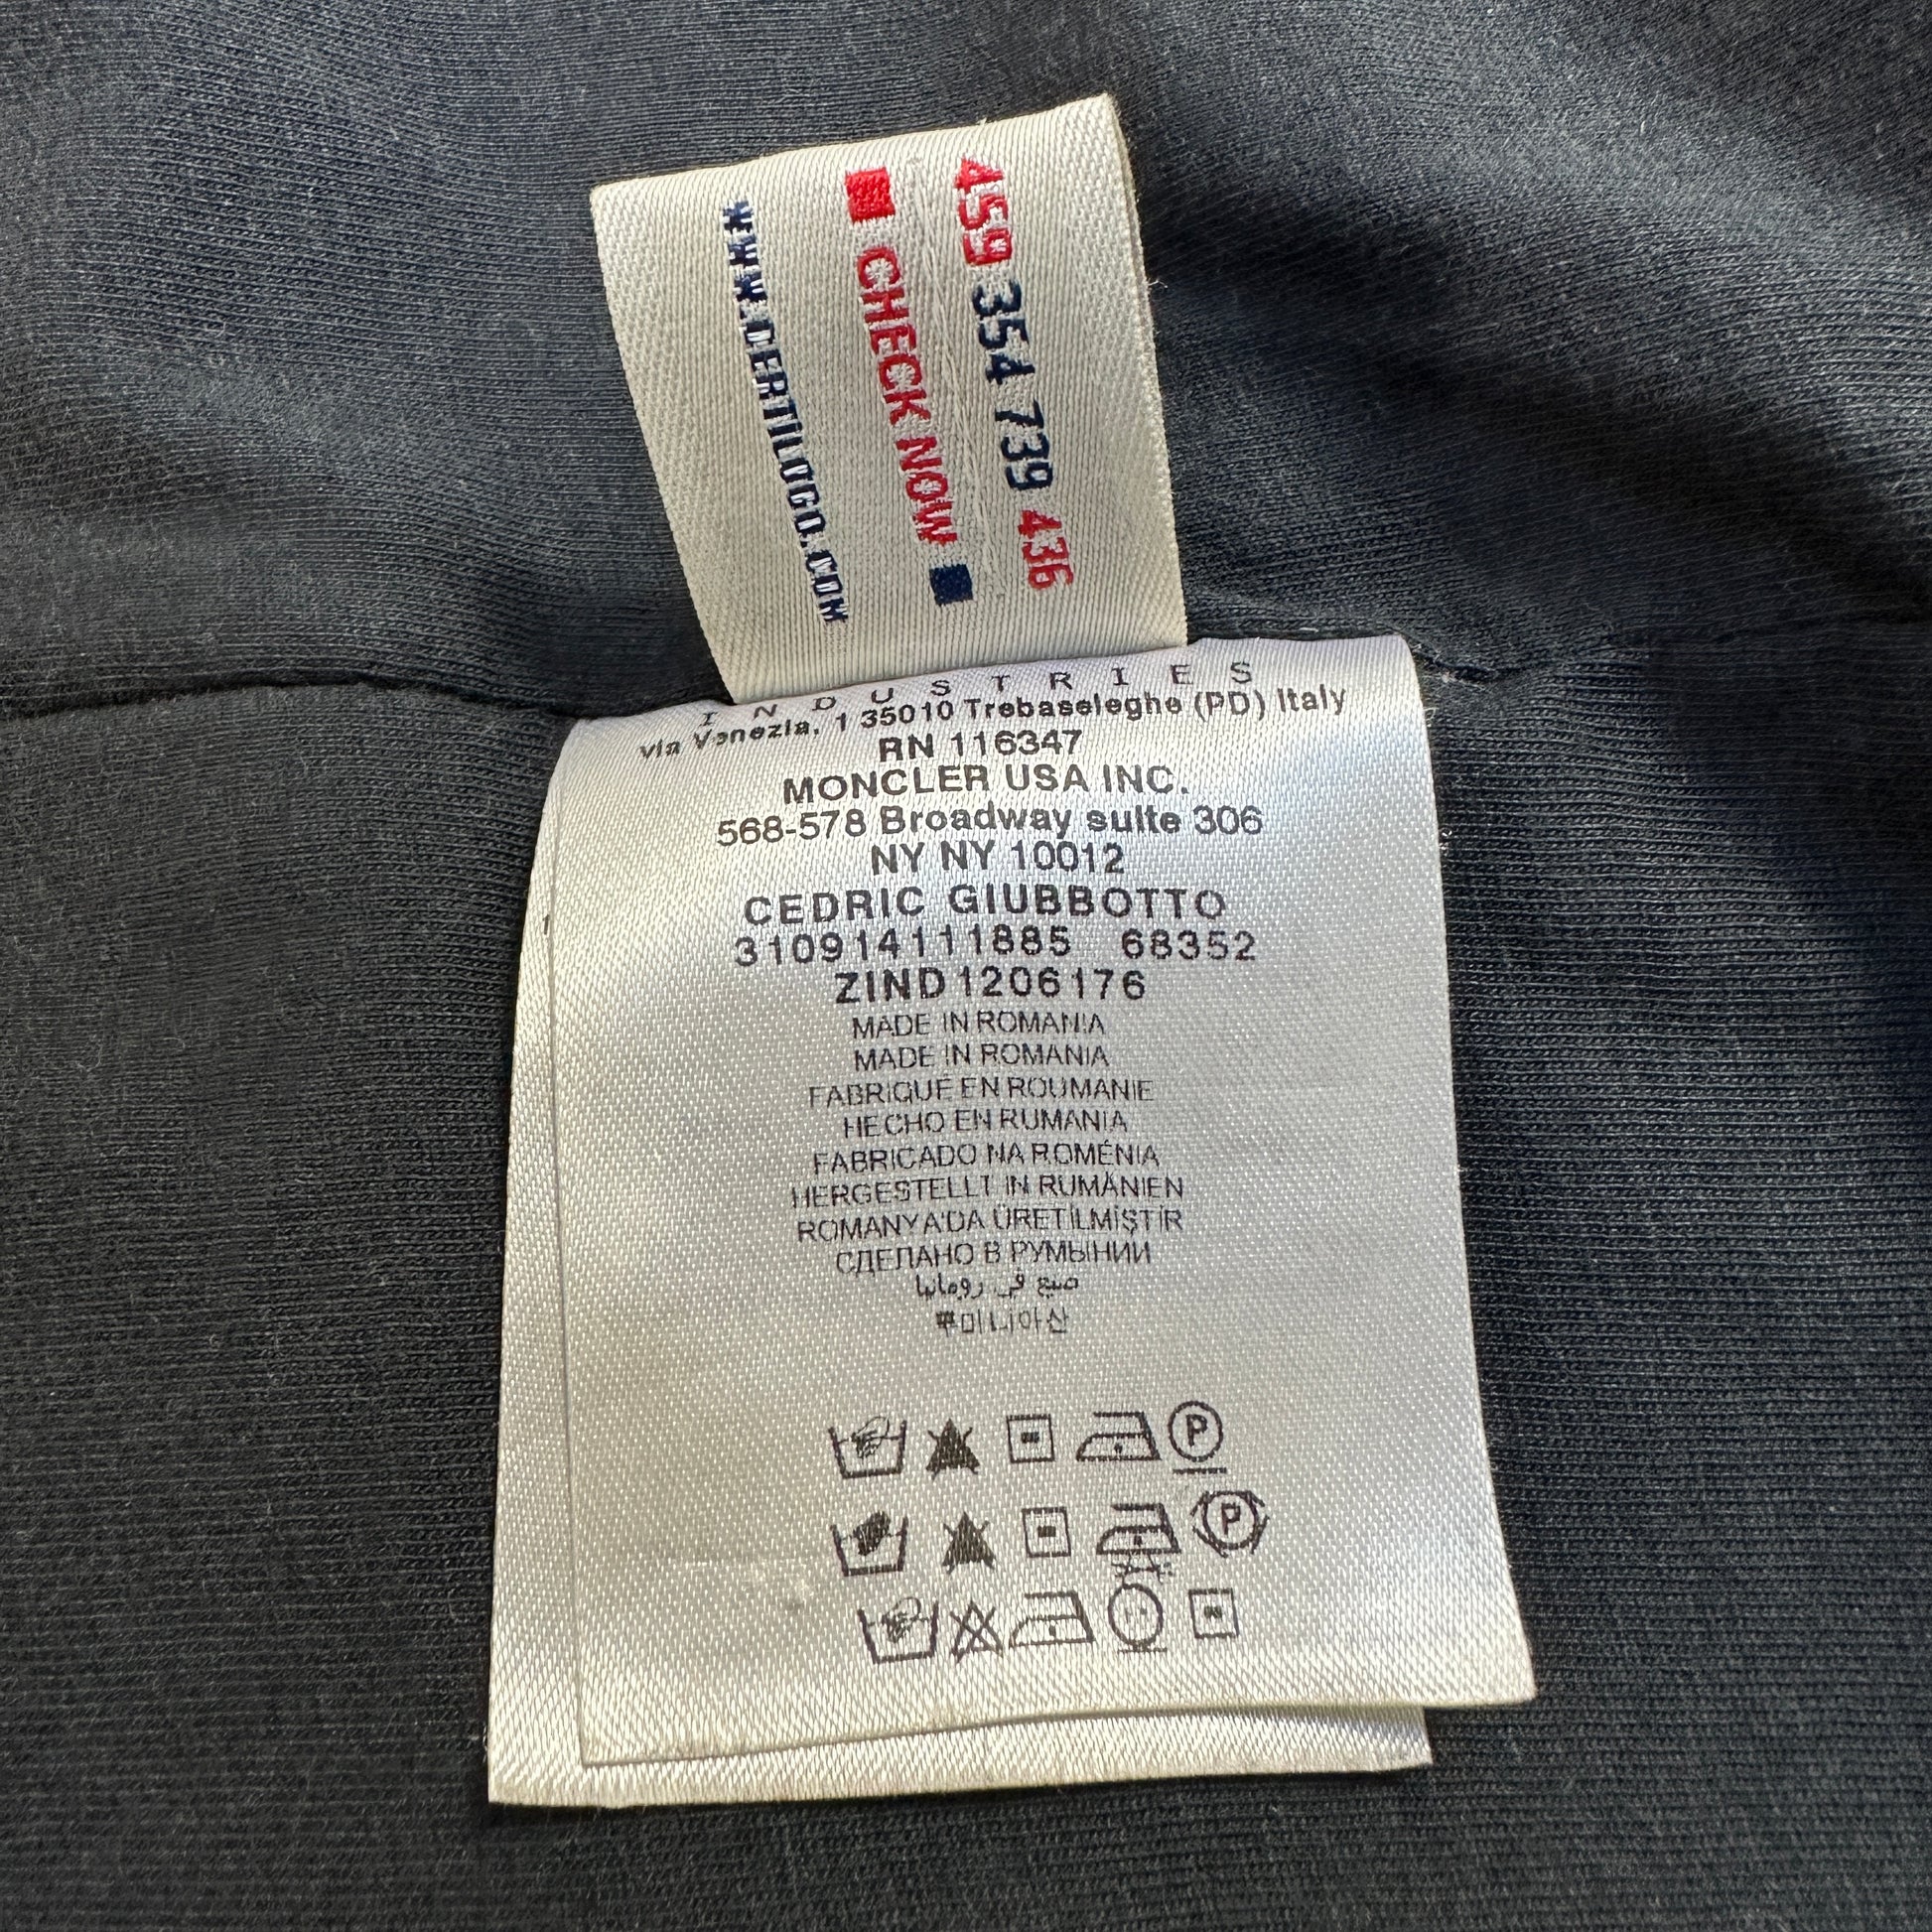 459 354 739 436
CHECK NOW
WWW.CERTILOGO.COM
INDUSTRIES
via Venezia, 1 35010 Trebaseleghe (PD) Italy
RN 116347
MONCLER USA INC.
568-578 Broadway suite 306
NY NY 10012
CEDRIC GIUBBOTTO
310914111885 68352
ZIND1206176
MADE IN ROMANIA
MADE IN ROMANIA
FABRIQUE EN ROUMANIE
HECHO EN RUMANIA
FABRICADO NA ROMÉNIA
HERGESTELLT IN RUMÄNIEN
ROMANYA'DA ÜRETİLMİŞTİR
СДЕЛАНО В РУМЫНИИ
صنع في رومانيا
루마니아산
P
P